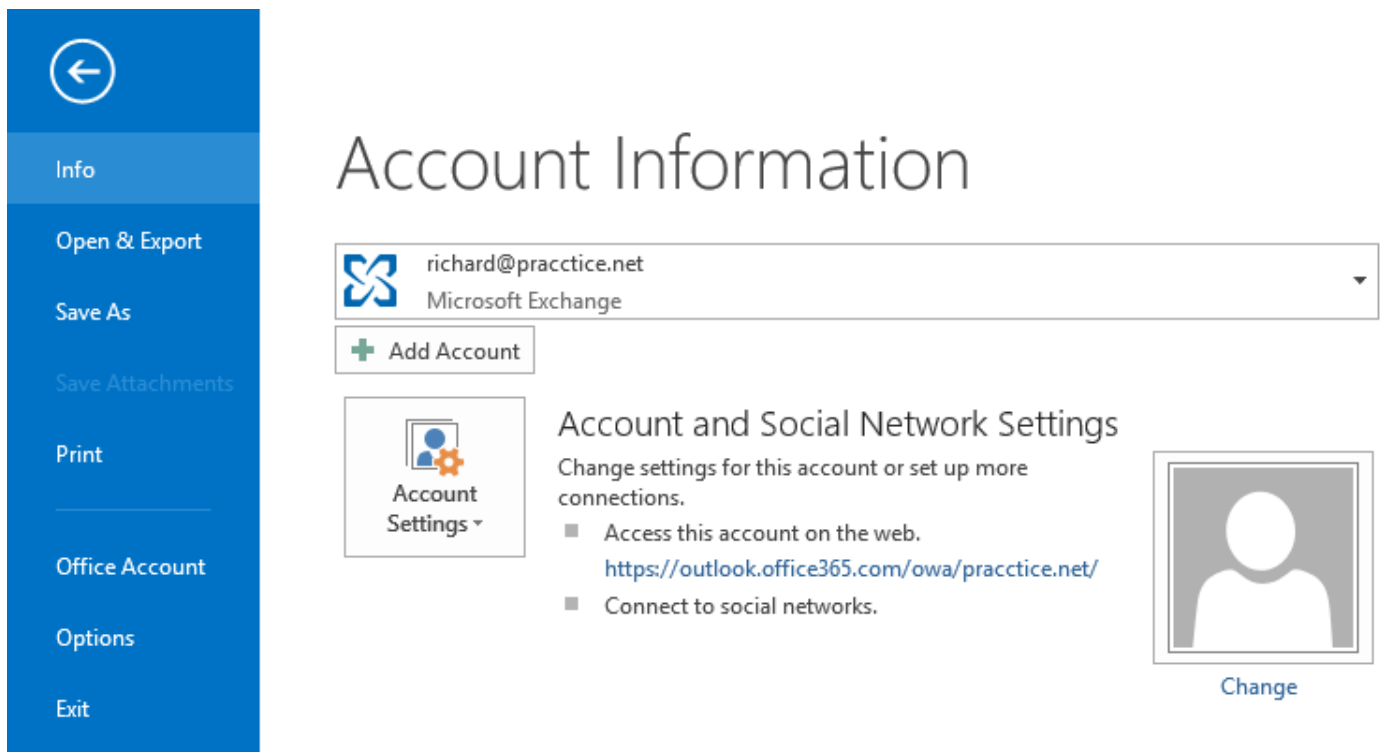 Info
Open & Export
Save As
Save Attachments
Print
Office Account
Options
Exit
Account Information
richard@pracctice.net
Microsoft Exchange
Add Account
Account
Settings
Account and Social Network Settings
Change settings for this account or set up more
connections.
Access this account on the web.
https://outlook.office365.com/owa/pracctice.net/
Connect to social networks.
Change